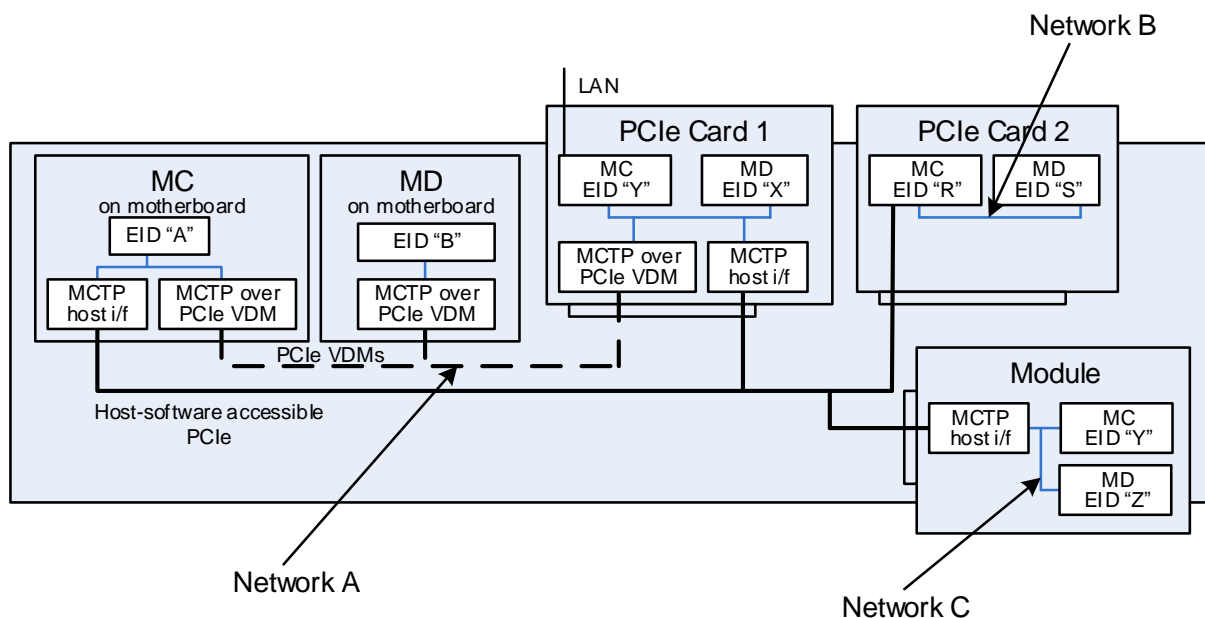 Network B
LAN
PCIe Card 1
MC
EID “Y”
MD
EID “X”
MCTP over
PCIe VDM
MCTP
host i/f
PCIe Card 2
MC
EID “R”
MD
EID “S”
MC
on motherboard
EID “A”
MCTP
host i/f
MCTP over
PCIe VDM
MD
on motherboard
EID “B”
MCTP over
PCIe VDM
PCIe VDMs
Host-software accessible
PCIe
Module
MCTP
host i/f
MC
EID “Y”
MD
EID “Z”
Network A
Network C